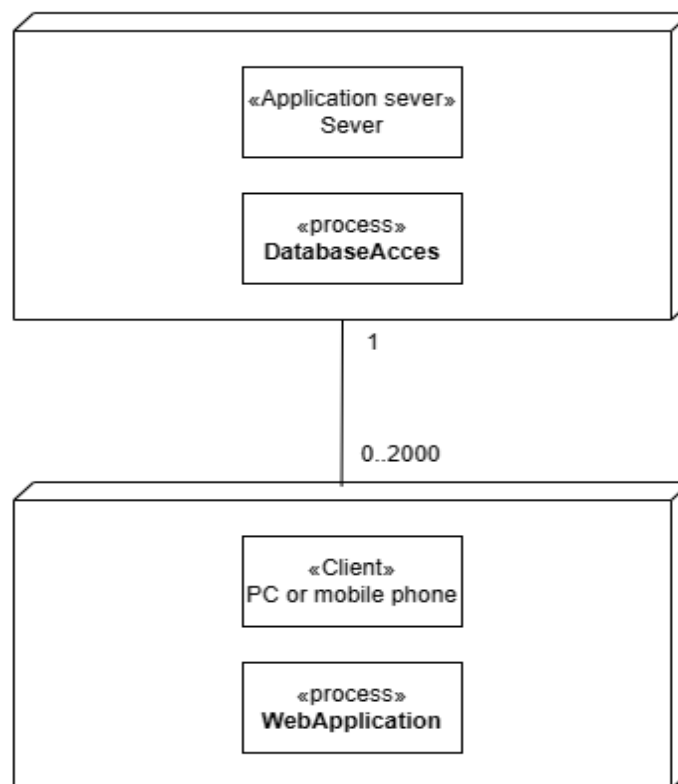 «Application sever»
Sever
«process»
DatabaseAcces
1
0..2000
«Client»
PC or mobile phone
«process»
WebApplication